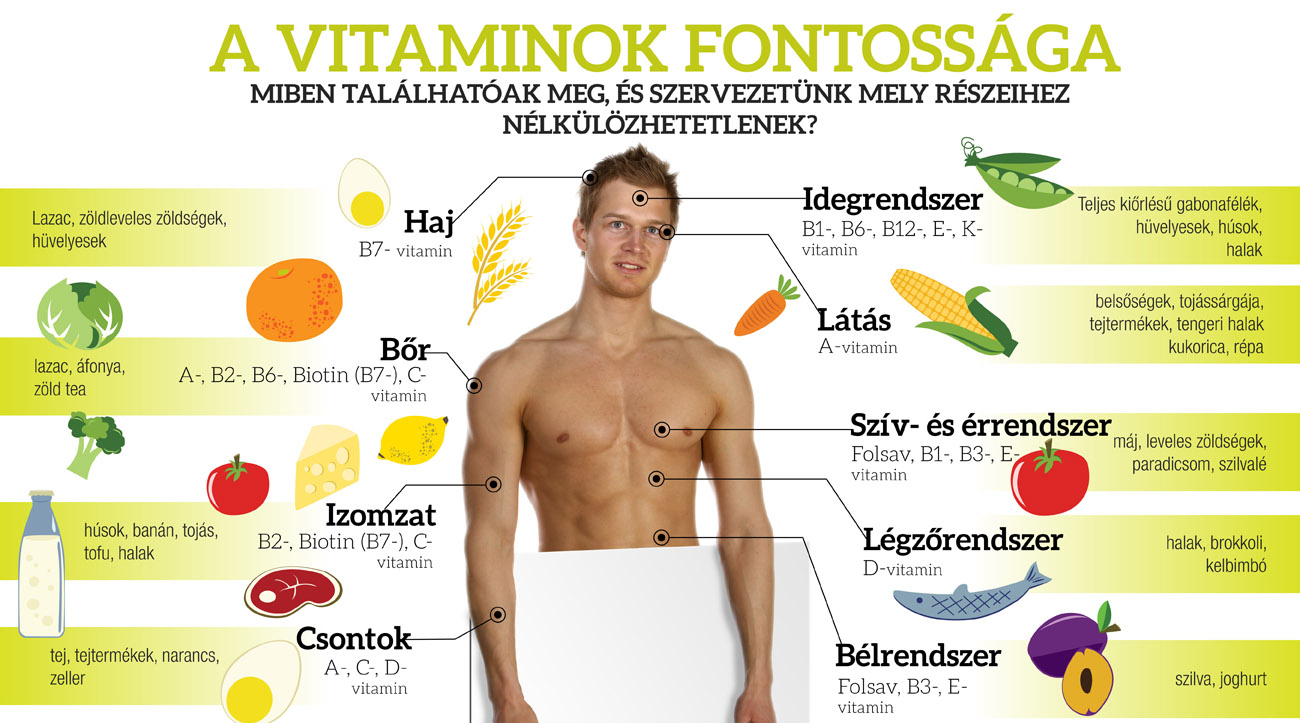 A VITAMINOK FONTOSSÁGA
MIBEN TALÁLHATÓAK MEG, ÉS SZERVEZETÜNK MELY RÉSZEIHEZ
NÉLKÜLÖZHETETLENEK?
Lazac, zöldleveles zöldségek,
hüvelyesek
Haj
B7- vitamin
lazac, áfonya,
zöld tea
Bőr
A-, B2-, B6-, Biotin (B7-), C-
vitamin
húsok, banán, tojás,
tofu, halak
Izomzat
B2-, Biotin (B7-), C-
vitamin
tej, tejtermékek, narancs,
zeller
Csontok
A-, C-, D-
vitamin
Idegrendszer
B1-, B6-, B12-, E-, K-
vitamin
Teljes kiőrlésű gabonafélék,
hüvelyesek, húsok,
halak
Látás
A-vitamin
belsőségek, tojássárgája,
tejtermékek, tengeri halak
kukorica, répa
Szív- és érrendszer
Folsav, B1-, B3-, E-
vitamin
máj, leveles zöldségek,
paradicsom, szilvalé
Légzőrendszer
D-vitamin
halak, brokkoli,
kelbimbó
Bélrendszer
Folsav, B3-, E-
vitamin
szilva, joghurt